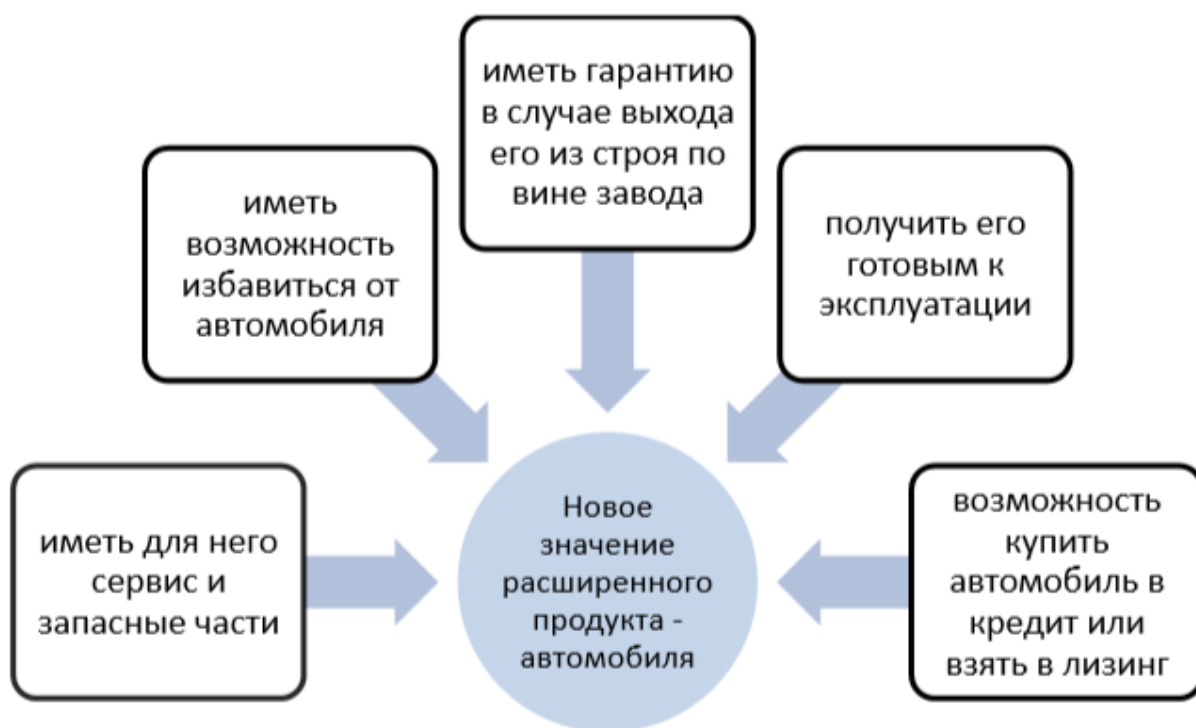 иметь гарантию
в случае выхода
его из строя по
вине завода
иметь
возможность
избавиться от
автомобиля
получить его
готовым к
эксплуатации
иметь для него
сервис и
запасные части
Новое
значение
расширенного
продукта -
автомобиля
возможность
купить
автомобиль в
кредит или
взять в лизинг